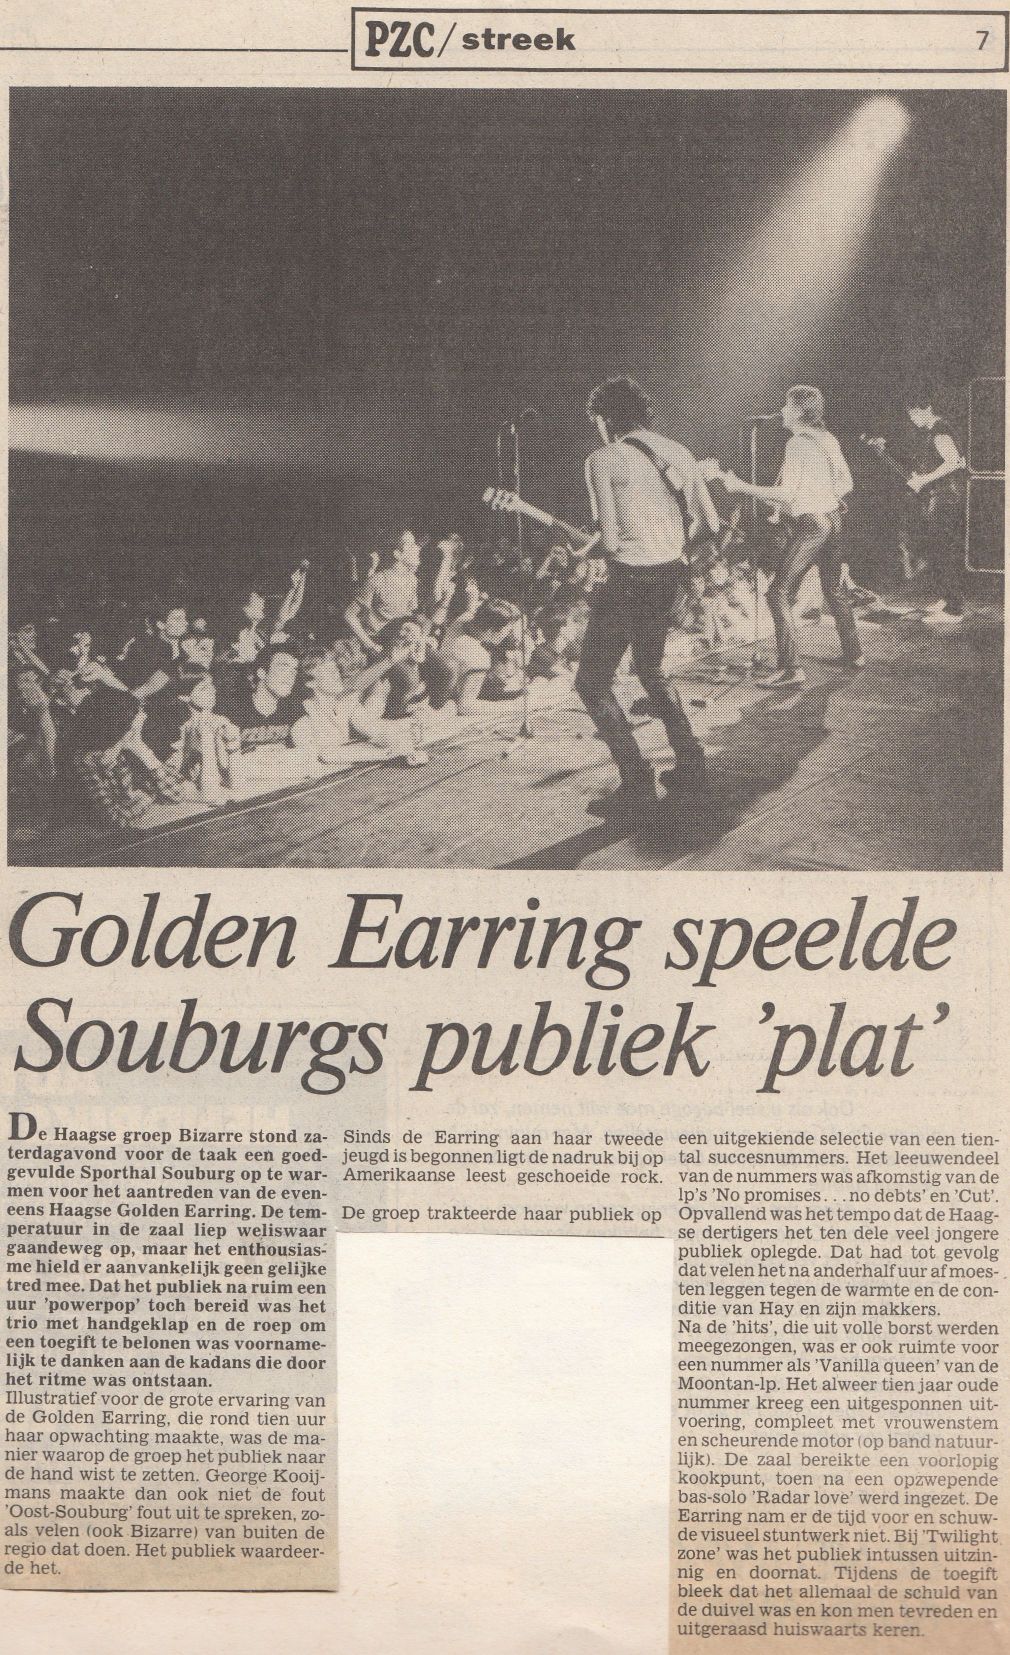 PZC/streek 7
Golden Earring speelde
Souburgs publiek 'plat'
De Haagse groep Bizarre stond za-
terdagavond voor de taak een goed-
gevulde Sporthal Souburg op te war-
men voor het aantreden van de even-
eens Haagse Golden Earring. De tem-
peratuur in de zaal liep weliswaar
gaandeweg op, maar het enthousias-
me hield er aanvankelijk geen gelijke
tred mee. Dat het publiek na ruim een
uur 'powerpop' toch bereid was het
trio met handgeklap en de roep om
een toegift te belonen was voorname-
lijk te danken aan de kadans die door
het ritme was ontstaan.
Illustratief voor de grote ervaring van
de Golden Earring, die rond tien uur
haar opwachting maakte, was de ma-
nier waarop de groep het publiek naar
de hand wist te zetten. George Kooij-
mans maakte dan ook niet de fout
'Oost-Souburg' fout uit te spreken, zo-
als velen (ook Bizarre) van buiten de
regio dat doen. Het publiek waardeer-
de het.
Sinds de Earring aan haar tweede
jeugd is begonnen ligt de nadruk bij op
Amerikaanse leest geschoeide rock.
De groep trakteerde haar publiek op
een uitgekiende selectie van een tien-
tal succesnummers. Het leeuwendeel
van de nummers was afkomstig van de
lp's 'No promises...no debts' en 'Cut'.
Opvallend was het tempo dat de Haag-
se dertigers het ten dele veel jongere
publiek oplegde. Dat had tot gevolg
dat velen het na anderhalf uur af moes-
ten leggen tegen de warmte en de con-
ditie van Hay en zijn makkers.
Na de 'hits', die uit volle borst werden
meegezongen, was er ook ruimte voor
een nummer als 'Vanilla queen' van de
Moontan-lp. Het alweer tien jaar oude
nummer kreeg een uitgesponnen uit-
voering, compleet met vrouwenstem
en scheurende motor (op band natuur-
lijk). De zaal bereikte een voorlopig
kookpunt, toen na een opzwepende
bas-solo 'Radar love' werd ingezet. De
Earring nam er de tijd voor en schuw-
de visueel stuntwerk niet. Bij 'Twilight
zone' was het publiek intussen uitzin-
nig en doornat. Tijdens de toegift
bleek dat het allemaal de schuld van
de duivel was en kon men tevreden en
uitgeraasd huiswaarts keren.